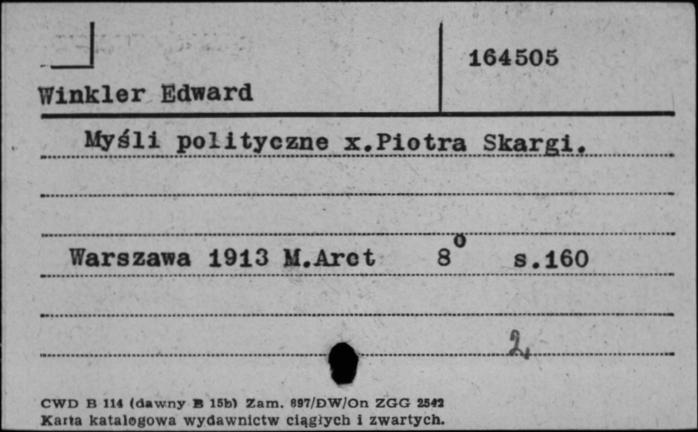 164505
Winkler Edward
Myśli polityczne x.Piotra Skargi.
Warszawa 1913 M.Arct 8° s.160
2
CWD B 114 (dawny B 15b) Zam. 897/DW/On ZGG 2542
Karta katalogowa wydawnictw ciągłych i zwartych.